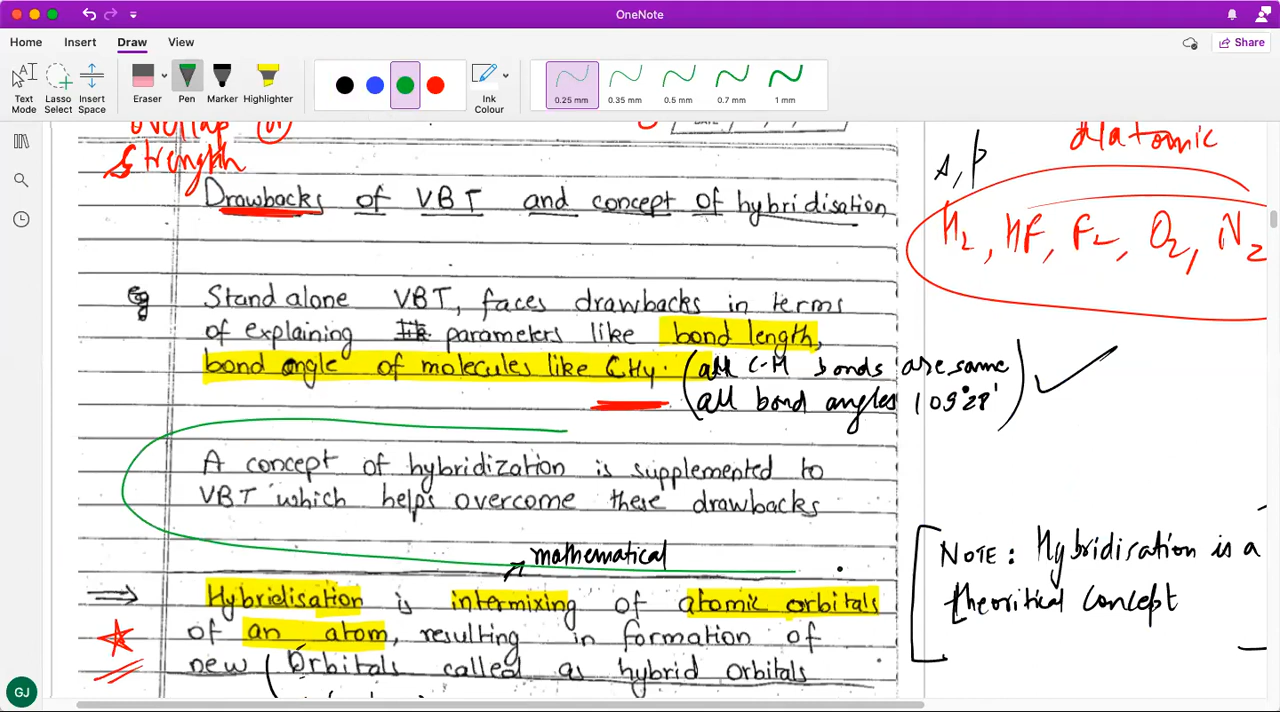 OneNote
Home Insert Draw View
Share
Text Mode
Lasso Select
Insert Space
Eraser
Pen
Marker
Highlighter
Ink Colour
0.25 mm
0.35 mm
0.5 mm
0.7 mm
1 mm
overlap
Strength
diatomic
s, p
H2, HF, F2, O2, N2
Drawbacks of VBT and concept of hybridisation
Eg Stand alone VBT, faces drawbacks in terms
of explaining parameters like bond length,
bond angle of molecules like CH4. (all C-H bonds are same
all bond angles 109°28')
A concept of hybridization is supplemented to
VBT which helps overcome these drawbacks
mathematical
⇒ Hybridisation is intermixing of atomic orbitals
of an atom, resulting in formation of
new orbitals called as hybrid orbitals
NOTE: Hybridisation is a
theoritical concept
GJ